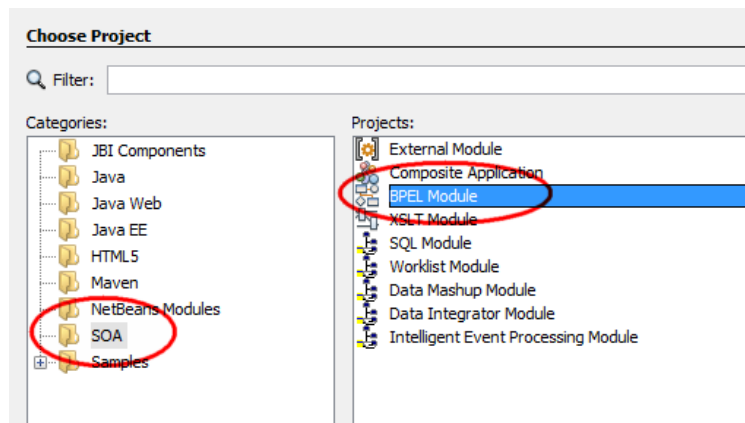 Choose Project
Filter:
Categories:
JBI Components
Java
Java Web
Java EE
HTML5
Maven
NetBeans Modules
SOA
Samples
Projects:
External Module
Composite Application
BPEL Module
XSLT Module
SQL Module
Worklist Module
Data Mashup Module
Data Integrator Module
Intelligent Event Processing Module